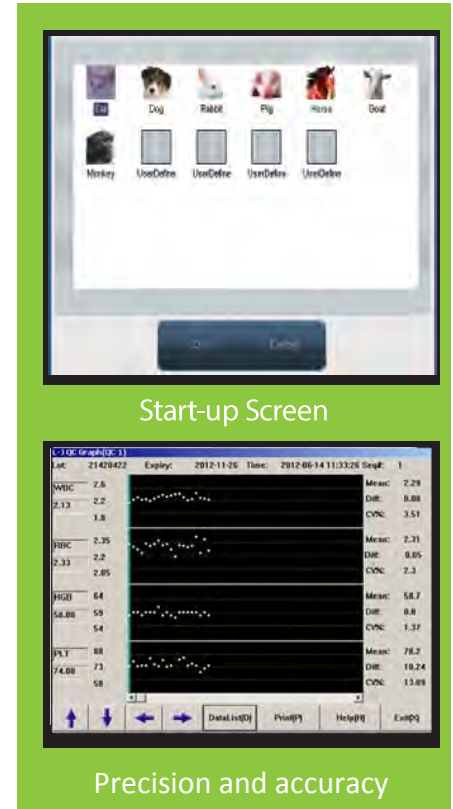 Cat Dog Rabbit Pig Horse Goat
Monkey UserDefine UserDefine UserDefine UserDefine
Start-up Screen
L-J QC Graph(QC 1)
Lot: 21420422 Expiry: 2012-11-26 Time: 2012-06-14 11:33:26 Seq#: 1
WBC 2.6 Mean: 2.29
2.13 2.2 Diff: 0.80
1.8 CV%: 3.51
RBC 2.35 Mean: 2.31
2.33 2.2 Diff: 0.05
2.05 CV%: 2.3
HGB 64 Mean: 58.7
58.00 59 Diff: 0.8
54 CV%: 1.37
PLT 88 Mean: 78.2
74.00 73 Diff: 10.24
58 CV%: 13.09
DataList(D) Print(P) Help(H) Exit(X)
Precision and accuracy